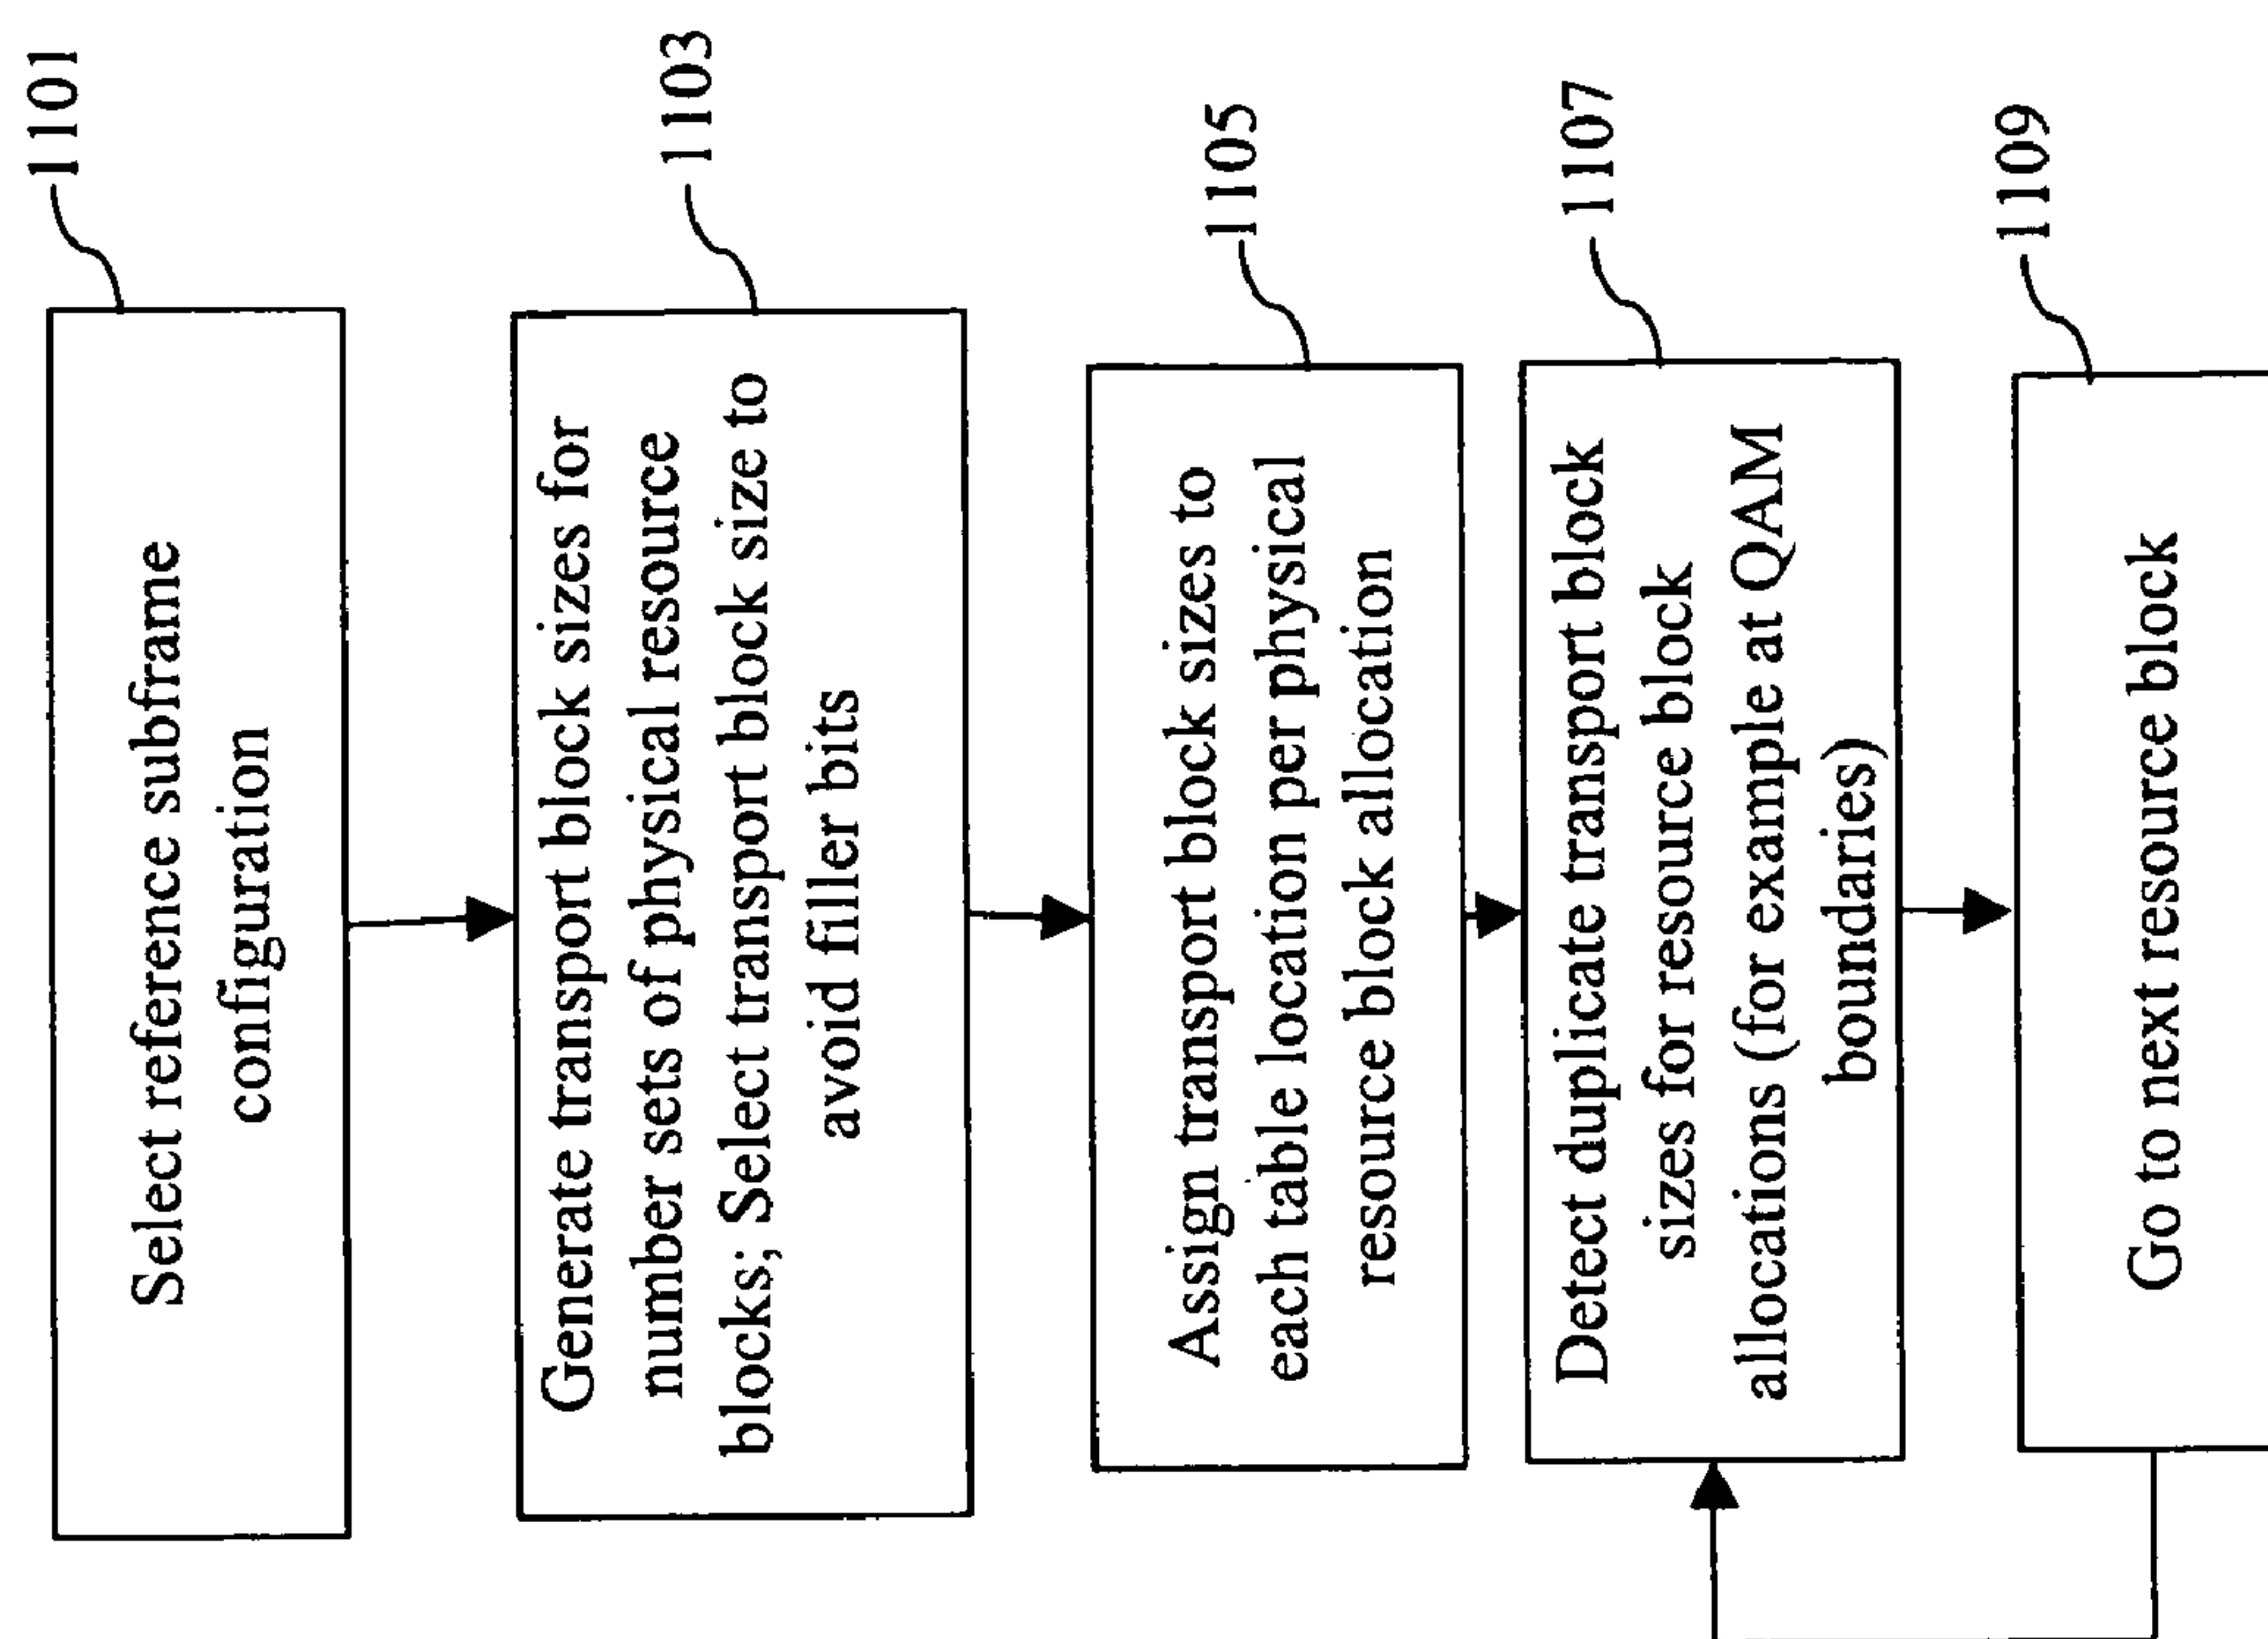 1101
Select reference subframe
configuration
1103
Generate transport block sizes for
number sets of physical resource
blocks; Select transport block size to
avoid filler bits
1105
Assign transport block sizes to
each table location per physical
resource block allocation
1107
Detect duplicate transport block
sizes for resource block
allocations (for example at QAM
boundaries)
1109
Go to next resource block